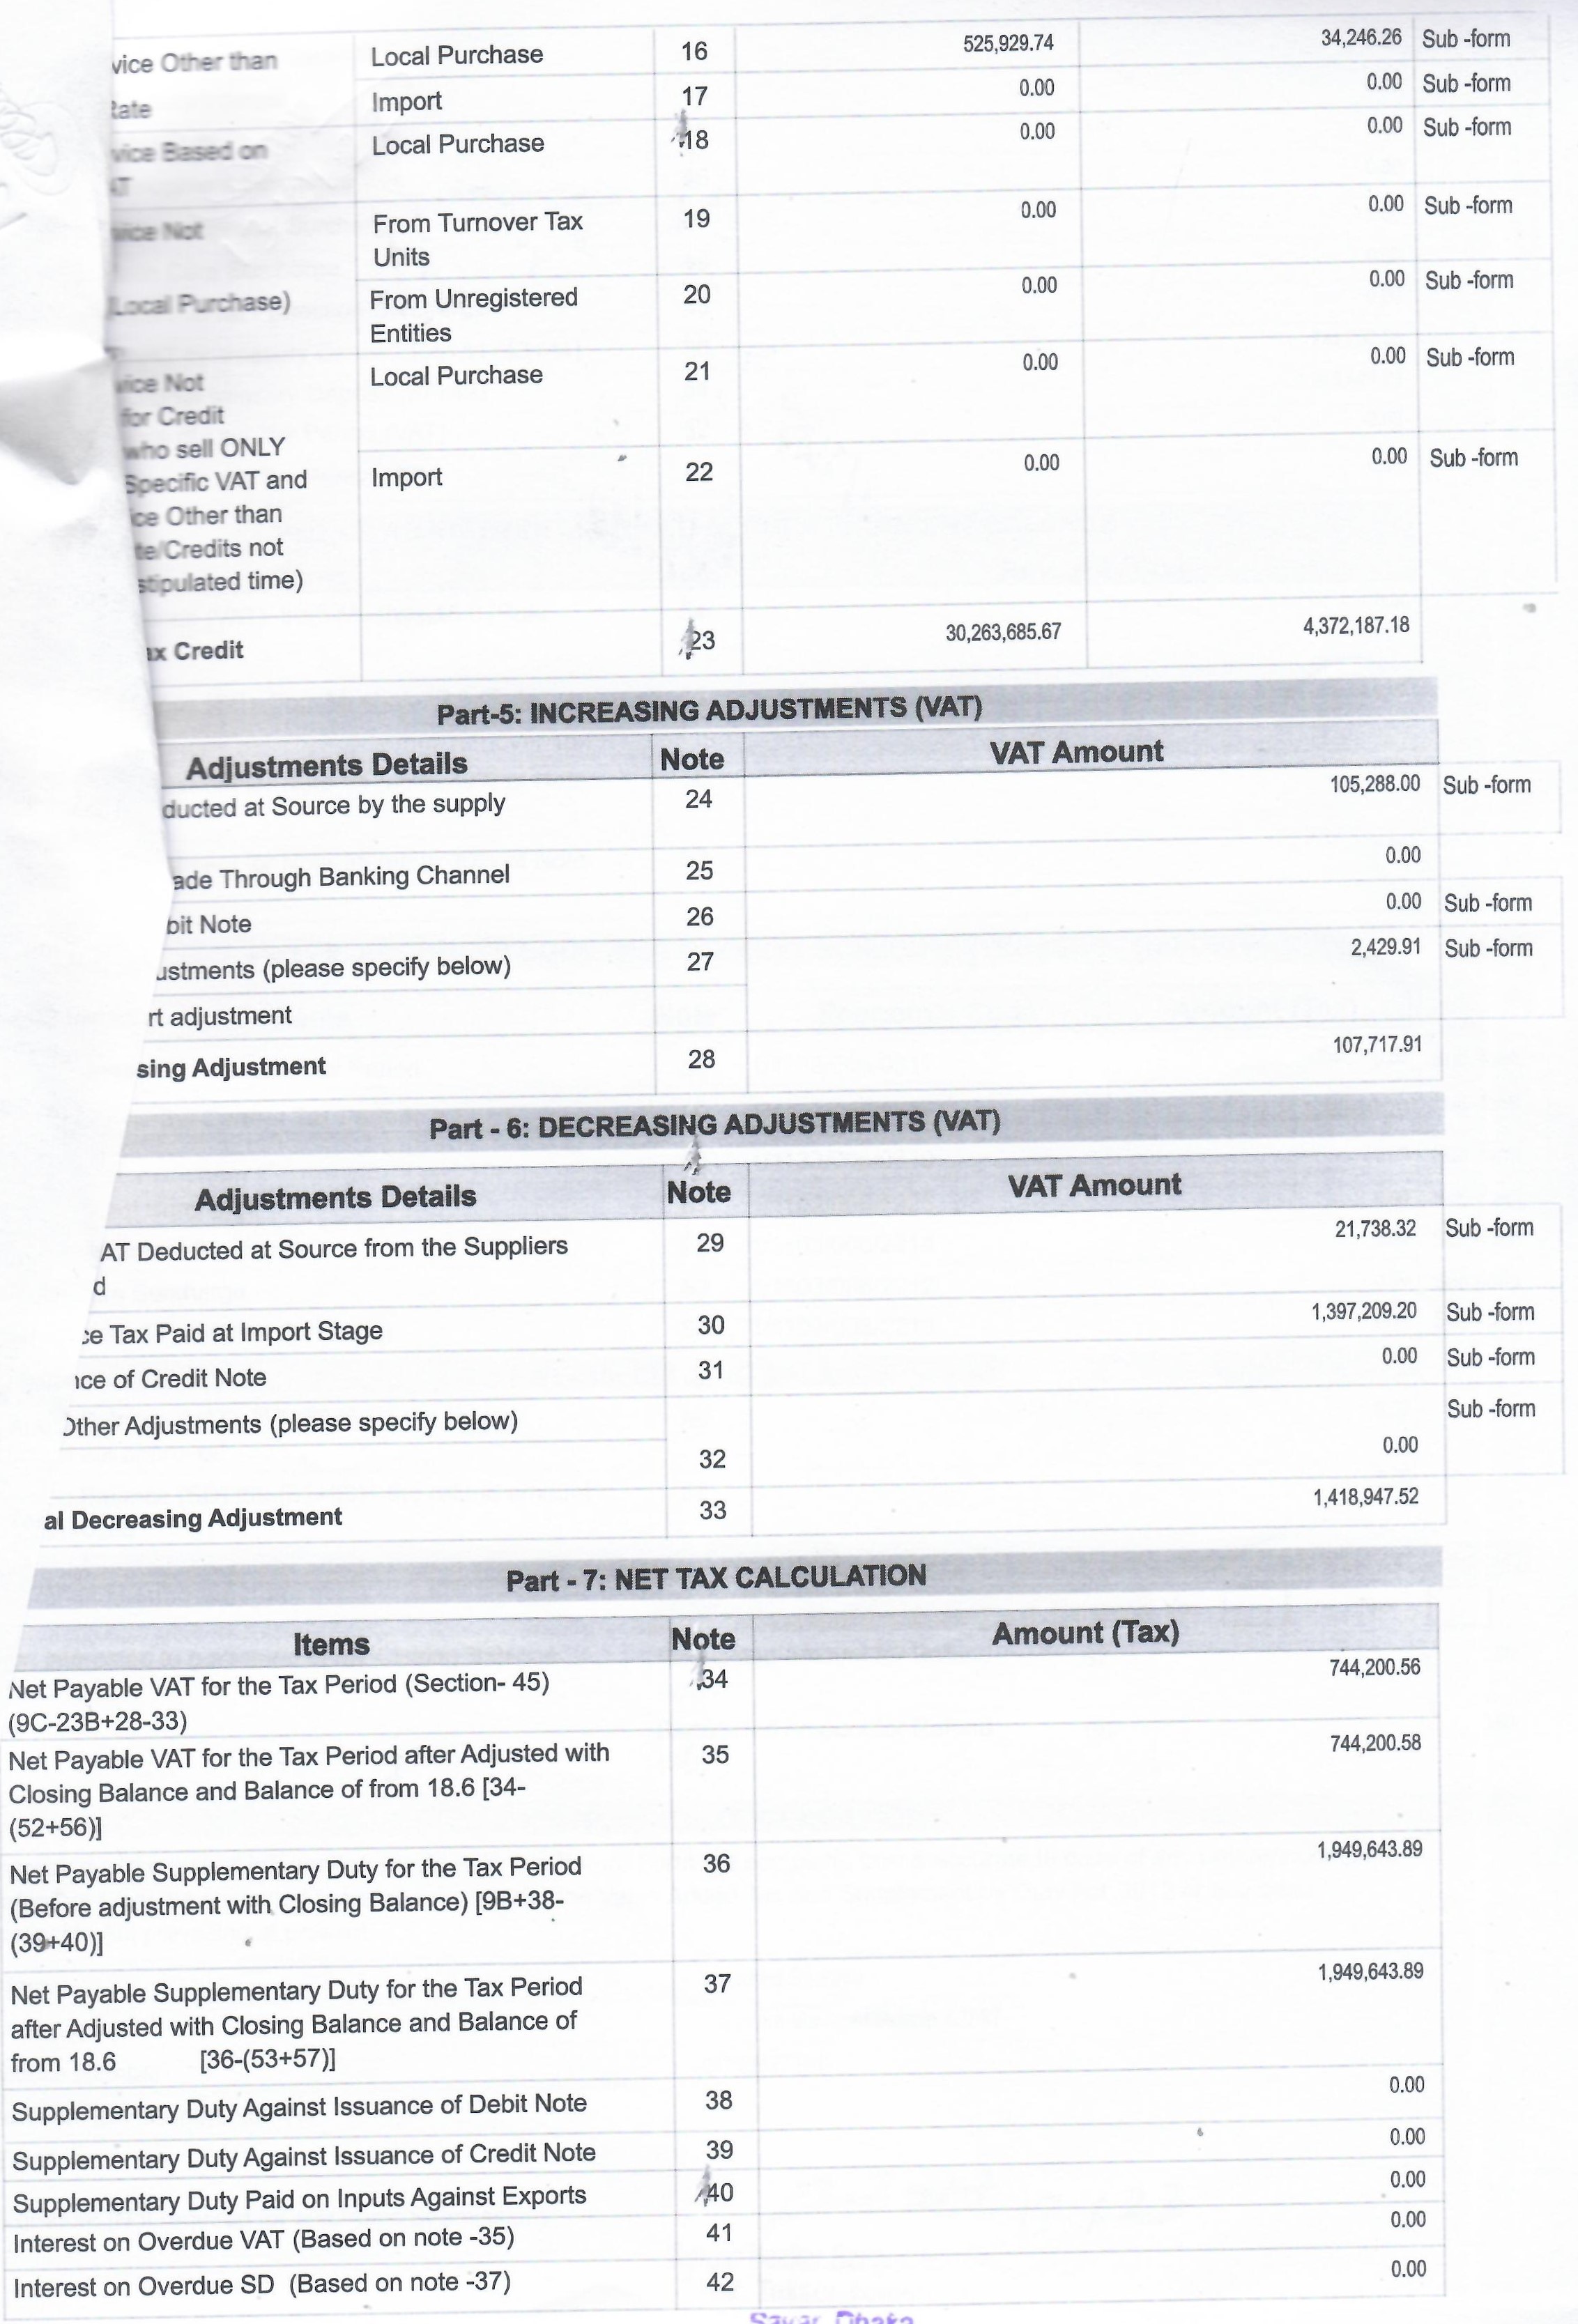 vice Other than Local Purchase 16 525,929.74 34,246.26 Sub -form
Rate Import 17 0.00 0.00 Sub -form
vice Based on Local Purchase 18 0.00 0.00 Sub -form
AT
vice Not From Turnover Tax 19 0.00 0.00 Sub -form
Units
Local Purchase) From Unregistered 20 0.00 0.00 Sub -form
Entities
vice Not Local Purchase 21 0.00 0.00 Sub -form
for Credit
who sell ONLY
Specific VAT and Import 22 0.00 0.00 Sub -form
ce Other than
te/Credits not
stipulated time)
ax Credit 23 30,263,685.67 4,372,187.18
Part-5: INCREASING ADJUSTMENTS (VAT)
Adjustments Details Note VAT Amount
ducted at Source by the supply 24 105,288.00 Sub -form
ade Through Banking Channel 25 0.00
bit Note 26 0.00 Sub -form
ustments (please specify below) 27 2,429.91 Sub -form
rt adjustment
sing Adjustment 28 107,717.91
Part - 6: DECREASING ADJUSTMENTS (VAT)
Adjustments Details Note VAT Amount
AT Deducted at Source from the Suppliers 29 21,738.32 Sub -form
d
ce Tax Paid at Import Stage 30 1,397,209.20 Sub -form
nce of Credit Note 31 0.00 Sub -form
Other Adjustments (please specify below) Sub -form
32 0.00
al Decreasing Adjustment 33 1,418,947.52
Part - 7: NET TAX CALCULATION
Items Note Amount (Tax)
Net Payable VAT for the Tax Period (Section- 45) 34 744,200.56
(9C-23B+28-33)
Net Payable VAT for the Tax Period after Adjusted with 35 744,200.58
Closing Balance and Balance of from 18.6 [34-
(52+56)]
Net Payable Supplementary Duty for the Tax Period 36 1,949,643.89
(Before adjustment with Closing Balance) [9B+38-
(39+40)]
Net Payable Supplementary Duty for the Tax Period 37 1,949,643.89
after Adjusted with Closing Balance and Balance of
from 18.6 [36-(53+57)]
Supplementary Duty Against Issuance of Debit Note 38 0.00
Supplementary Duty Against Issuance of Credit Note 39 0.00
Supplementary Duty Paid on Inputs Against Exports 40 0.00
Interest on Overdue VAT (Based on note -35) 41 0.00
Interest on Overdue SD (Based on note -37) 42 0.00
Savar, Dhaka